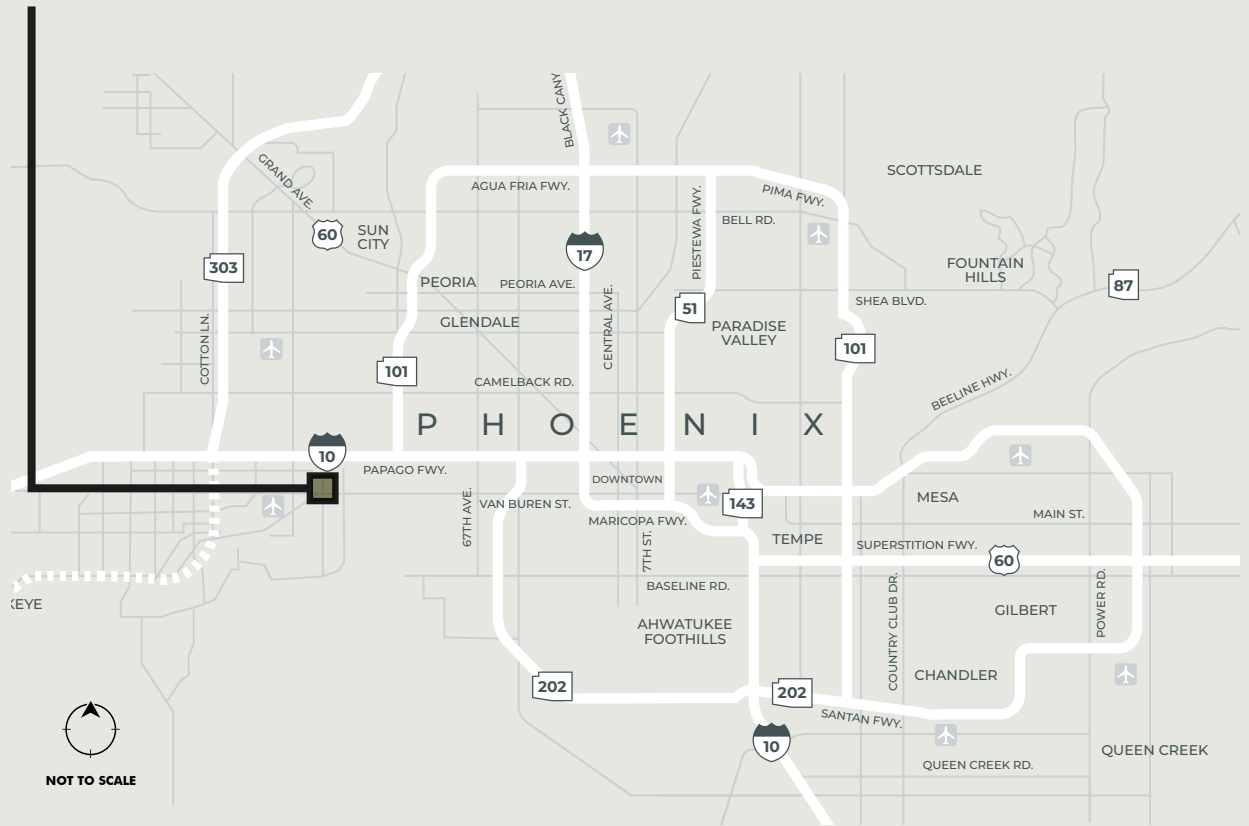 BLACK CANY
SCOTTSDALE
GRAND AVE.
AGUA FRIA FWY.
PIMA FWY.
PIESTEWA FWY.
BELL RD.
60
SUN
CITY
17
303
FOUNTAIN
HILLS
PEORIA
PEORIA AVE.
87
SHEA BLVD.
51
CENTRAL AVE.
GLENDALE
PARADISE
VALLEY
COTTON LN.
101
101
CAMELBACK RD.
BEELINE HWY.
PHOENIX
10
PAPAGO FWY.
DOWNTOWN
67TH AVE.
VAN BUREN ST.
143
MESA
MARICOPA FWY.
MAIN ST.
7TH ST.
TEMPE
SUPERSTITION FWY.
60
BASELINE RD.
KEYE
COUNTRY CLUB DR.
POWER RD.
GILBERT
AHWATUKEE
FOOTHILLS
CHANDLER
202
202
SANTAN FWY.
10
QUEEN CREEK
QUEEN CREEK RD.
NOT TO SCALE